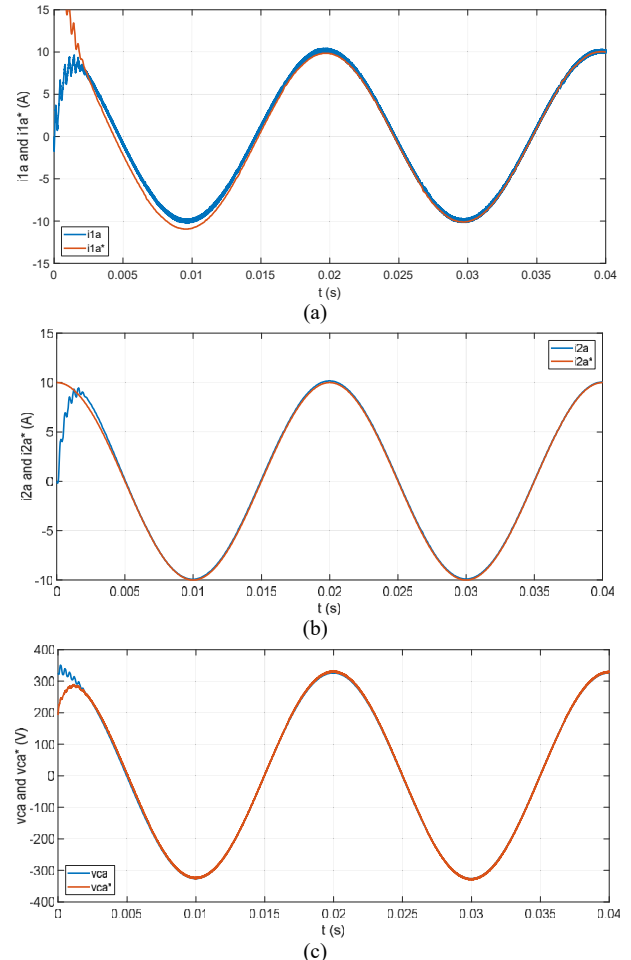 15
10
5
0
-5
-10
-15
i1a and i1a* (A)
i1a
i1a*
0 0.005 0.01 0.015 0.02 0.025 0.03 0.035 0.04
t (s)
(a)
15
10
5
0
-5
-10
i2a and i2a* (A)
i2a
i2a*
0 0.005 0.01 0.015 0.02 0.025 0.03 0.035 0.04
t (s)
(b)
400
300
200
100
0
-100
-200
-300
-400
vca and vca* (V)
vca
vca*
0 0.005 0.01 0.015 0.02 0.025 0.03 0.035 0.04
t (s)
(c)